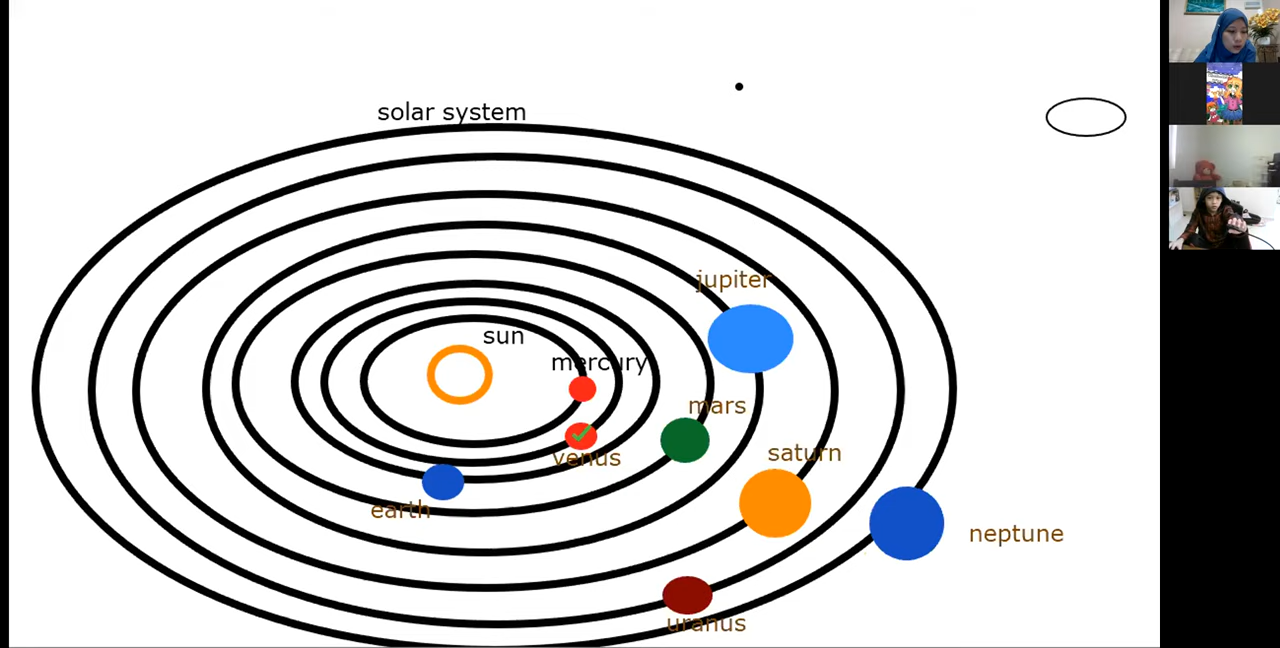 solar system
jupiter
sun
mercury
mars
saturn
venus
earth
neptune
uranus